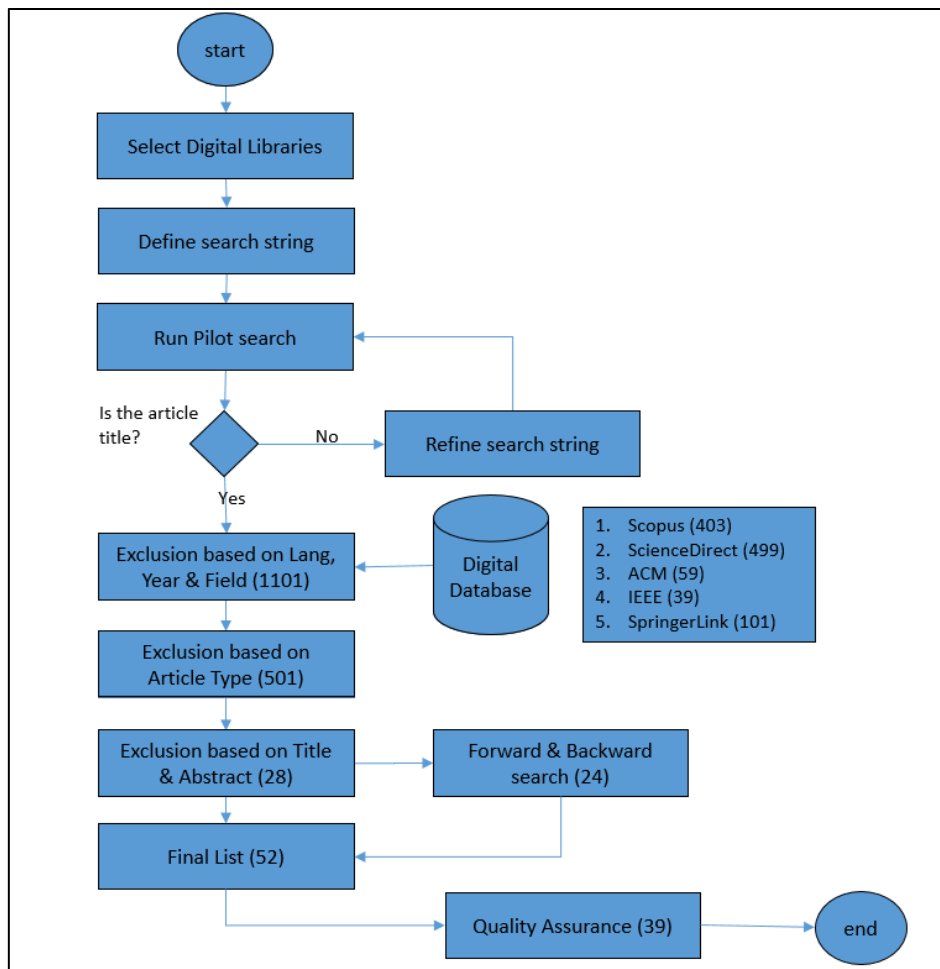 start
Select Digital Libraries
Define search string
Run Pilot search
Is the article
title?
No
Refine search string
Yes
Exclusion based on Lang,
Year & Field (1101)
Digital
Database
1. Scopus (403)
2. ScienceDirect (499)
3. ACM (59)
4. IEEE (39)
5. SpringerLink (101)
Exclusion based on
Article Type (501)
Exclusion based on Title
& Abstract (28)
Forward & Backward
search (24)
Final List (52)
Quality Assurance (39)
end